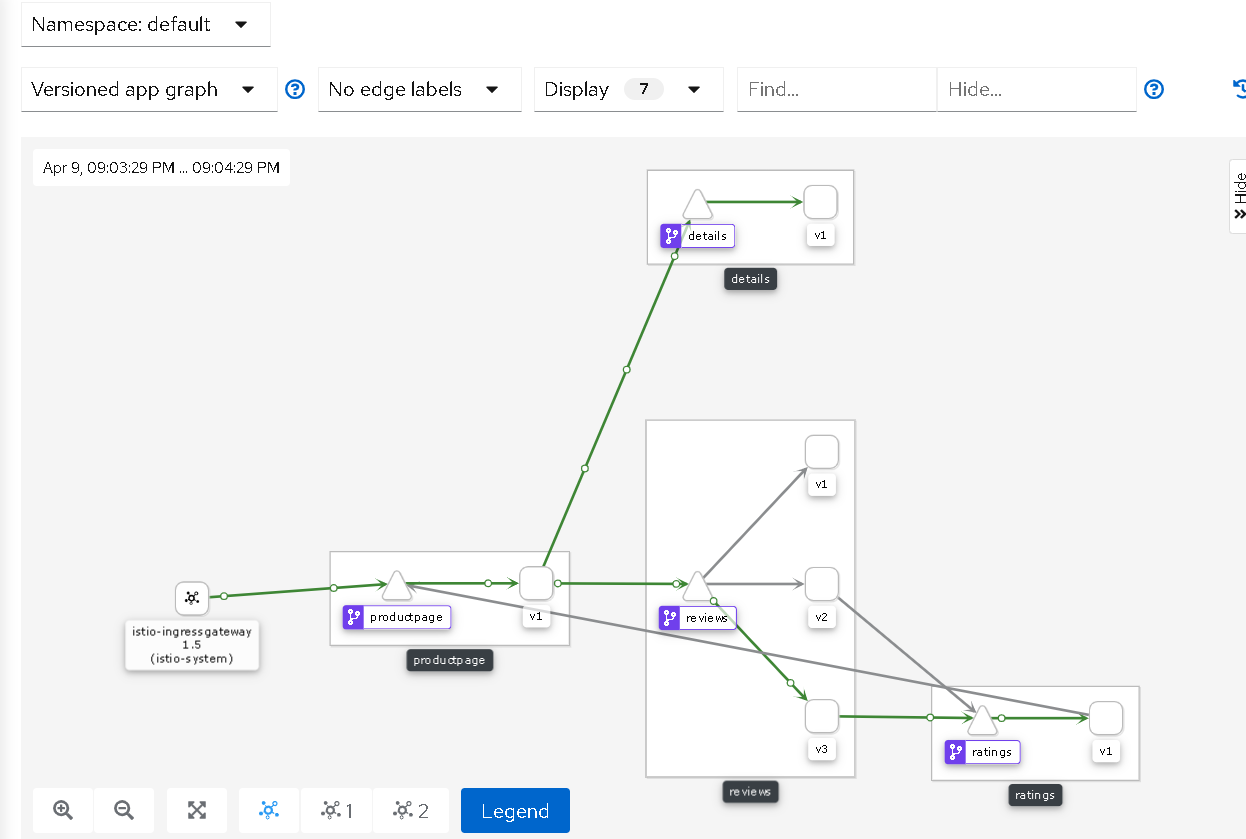 Namespace: default
Versioned app graph
No edge labels
Display 7
Find...
Hide...
Apr 9, 09:03:29 PM ... 09:04:29 PM
Hide
details
v1
details
v1
istio-ingressgateway
1.5
(istio-system)
productpage
v1
productpage
reviews
v2
v3
reviews
ratings
v1
ratings
1
2
Legend